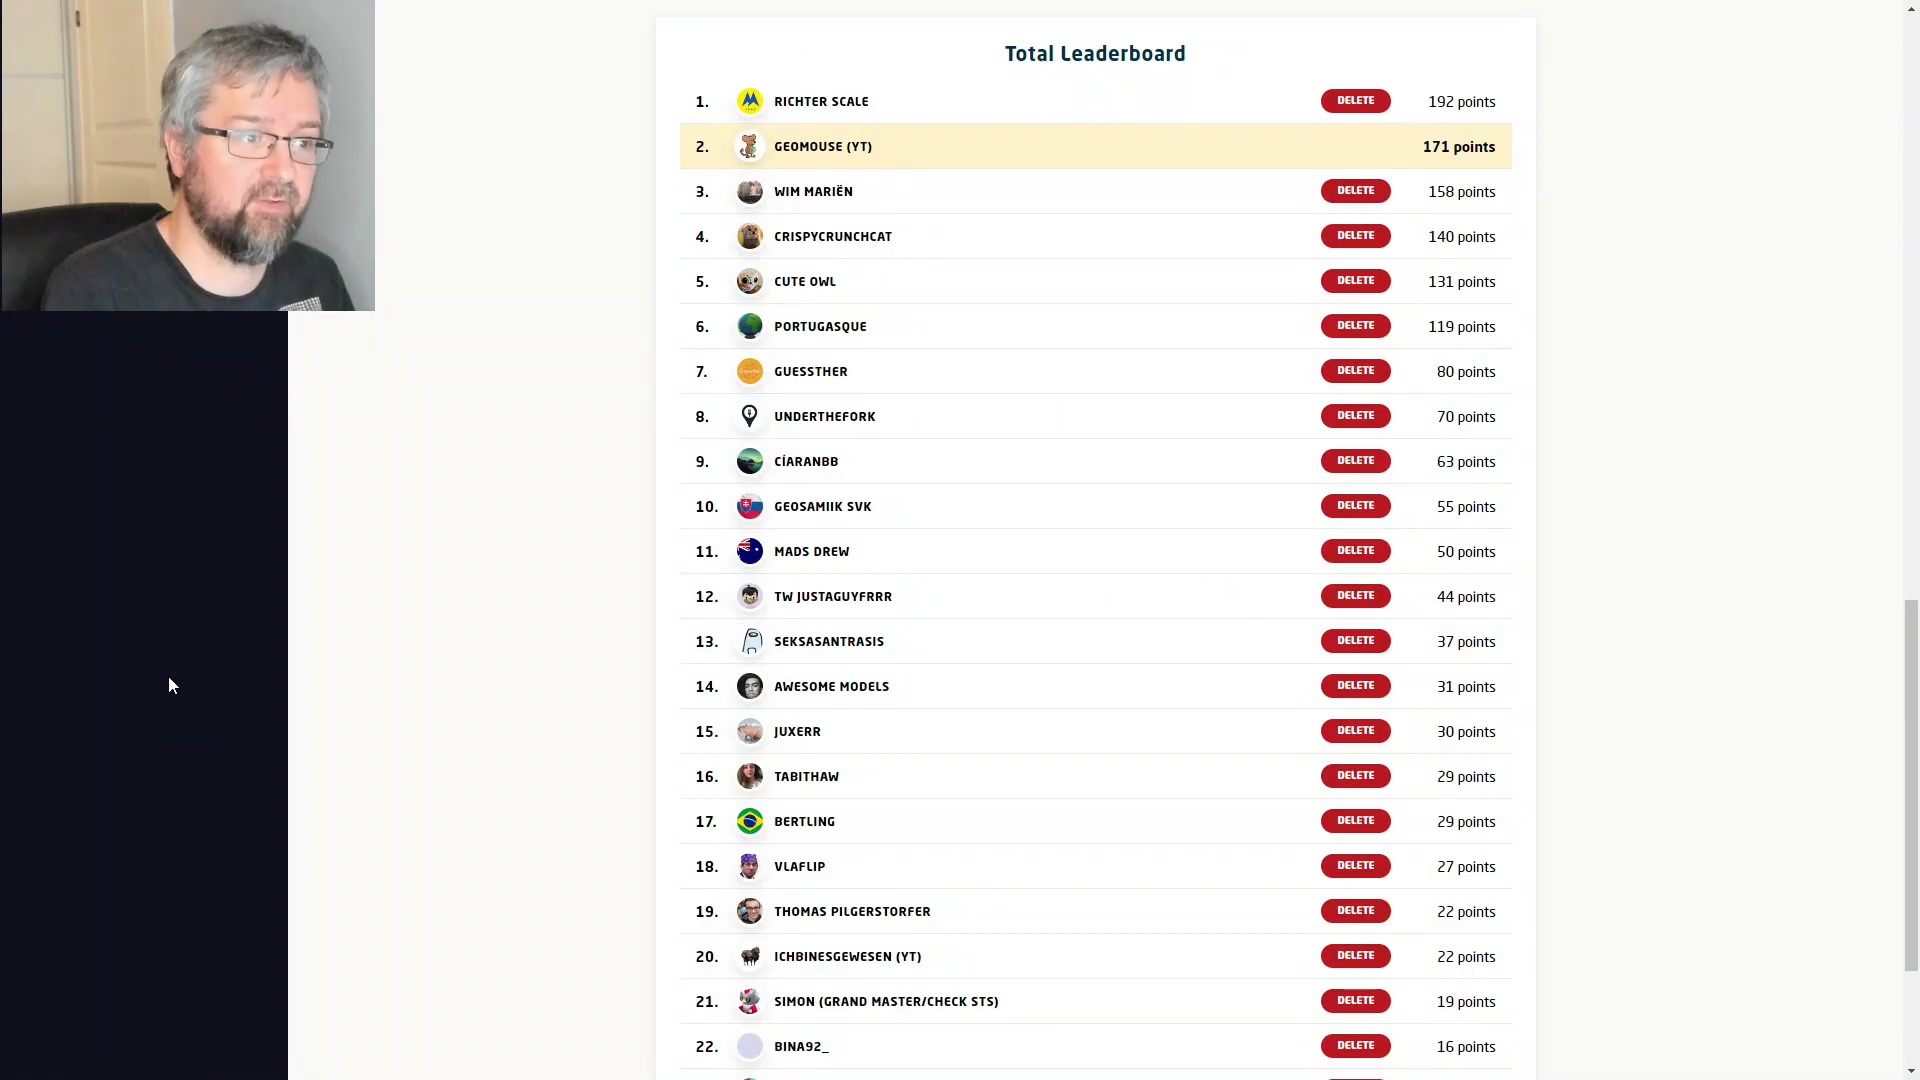 Total Leaderboard
1. RICHTER SCALE DELETE 192 points
2. GEOMOUSE (YT) 171 points
3. WIM MARIËN DELETE 158 points
4. CRISPYCRUNCHCAT DELETE 140 points
5. CUTE OWL DELETE 131 points
6. PORTUGASQUE DELETE 119 points
7. GUESSTHER DELETE 80 points
8. UNDERTHEFORK DELETE 70 points
9. CÍARANBB DELETE 63 points
10. GEOSAMIIK SVK DELETE 55 points
11. MADS DREW DELETE 50 points
12. TW JUSTAGUYFRRR DELETE 44 points
13. SEKSASANTRASIS DELETE 37 points
14. AWESOME MODELS DELETE 31 points
15. JUXERR DELETE 30 points
16. TABITHAW DELETE 29 points
17. BERTLING DELETE 29 points
18. VLAFLIP DELETE 27 points
19. THOMAS PILGERSTORFER DELETE 22 points
20. ICHBINESGEWESEN (YT) DELETE 22 points
21. SIMON (GRAND MASTER/CHECK STS) DELETE 19 points
22. BINA92_ DELETE 16 points